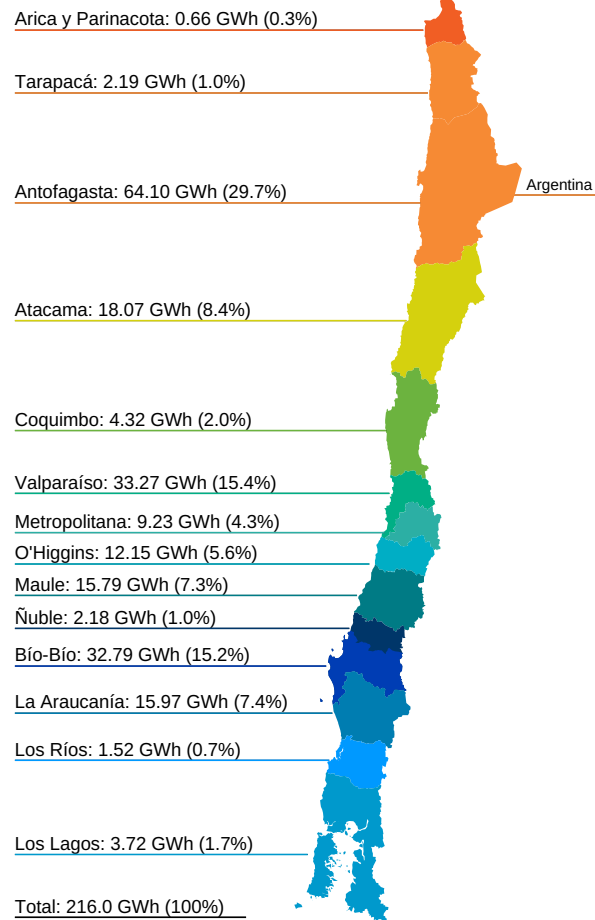 Arica y Parinacota: 0.66 GWh (0.3%)
Tarapacá: 2.19 GWh (1.0%)
Antofagasta: 64.10 GWh (29.7%)
Argentina
Atacama: 18.07 GWh (8.4%)
Coquimbo: 4.32 GWh (2.0%)
Valparaíso: 33.27 GWh (15.4%)
Metropolitana: 9.23 GWh (4.3%)
O'Higgins: 12.15 GWh (5.6%)
Maule: 15.79 GWh (7.3%)
Ñuble: 2.18 GWh (1.0%)
Bío-Bío: 32.79 GWh (15.2%)
La Araucanía: 15.97 GWh (7.4%)
Los Ríos: 1.52 GWh (0.7%)
Los Lagos: 3.72 GWh (1.7%)
Total: 216.0 GWh (100%)